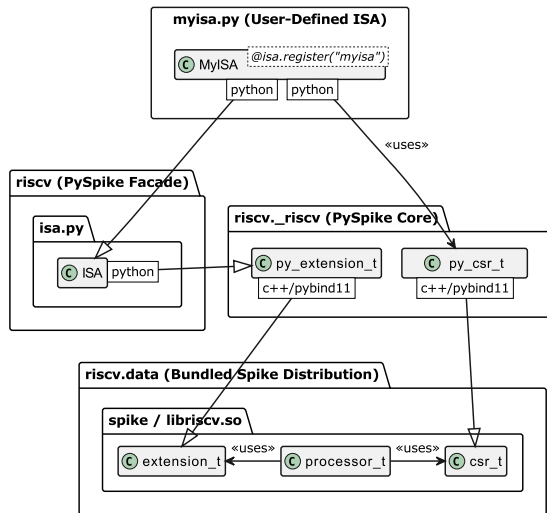 myisa.py (User-Defined ISA)
@isa.register("myisa")
C MyISA
python python
«uses»
riscv (PySpike Facade)
riscv._riscv (PySpike Core)
isa.py
C ISA python
C py_extension_t C py_csr_t
c++/pybind11 c++/pybind11
riscv.data (Bundled Spike Distribution)
spike / libriscv.so
«uses» «uses»
C extension_t C processor_t C csr_t